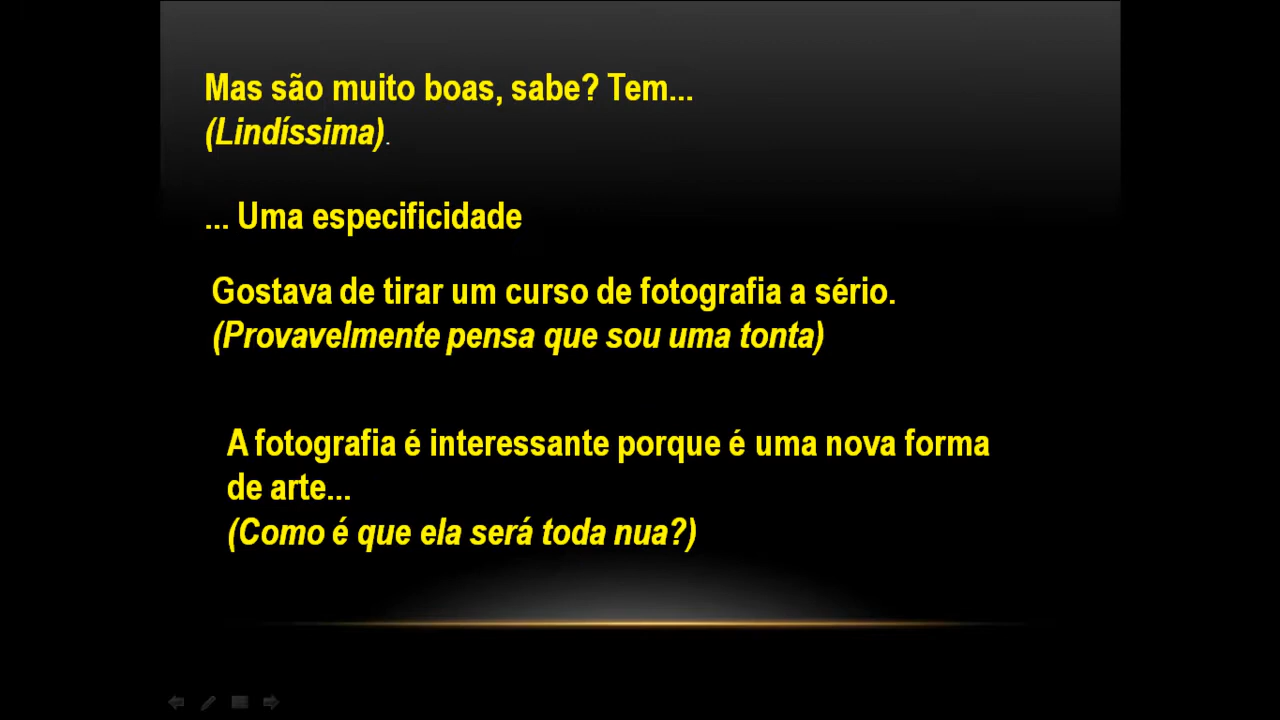 Mas são muito boas, sabe? Tem...
(Lindíssima).
... Uma especificidade
Gostava de tirar um curso de fotografia a sério.
(Provavelmente pensa que sou uma tonta)
A fotografia é interessante porque é uma nova forma
de arte...
(Como é que ela será toda nua?)